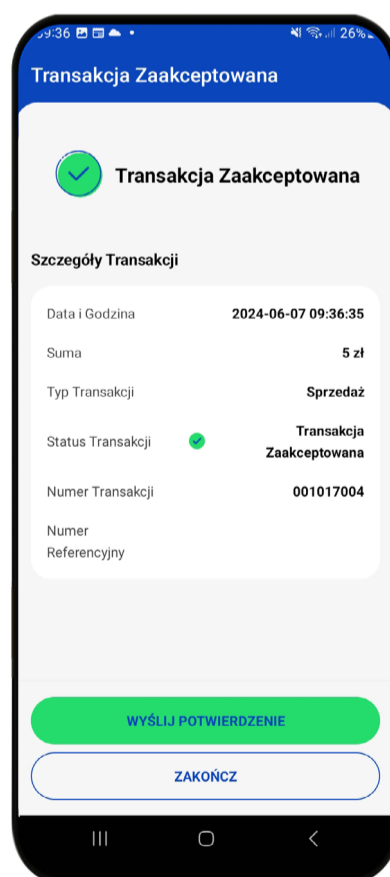 09:36 26%
Transakcja Zaakceptowana
Transakcja Zaakceptowana
Szczegóły Transakcji
Data i Godzina 2024-06-07 09:36:35
Suma 5 zł
Typ Transakcji Sprzedaż
Status Transakcji Transakcja
Zaakceptowana
Numer Transakcji 001017004
Numer
Referencyjny
WYŚLIJ POTWIERDZENIE
ZAKOŃCZ